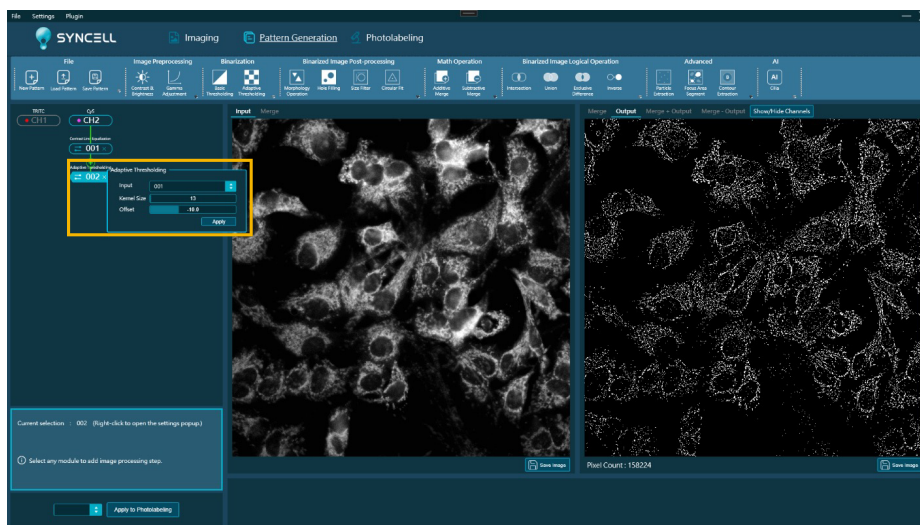 File Settings Plugin
SYNCELL Imaging Pattern Generation Photolabeling
File Image Preprocessing Binarization Binarized Image Post-processing Math Operation Binarized Image Logical Operation Advanced AI
New Pattern Load Pattern Save Pattern Contrast & Brightness Gamma Adjustment Basic Thresholding Adaptive Thresholding Morphology Operation Hole Filling Size Filter Circular Fit Additive Merge Subtractive Merge Intersection Union Exclusive Difference Inverse Particle Extraction Focus Area Segment Contour Extraction AI
TRITC Cy5
CH1 CH2
001
Adaptive Thresholding
002
Adaptive Thresholding
Input 001
Kernel Size 13
Offset -10.0
Apply
Input Merge
Merge Output Merge + Output Merge - Output Show/Hide Channels
Current selection : 002 (Right-click to open the settings popup.)
Select any module to add image processing step.
Apply to Photolabeling
Save image
Pixel Count : 158224
Save image